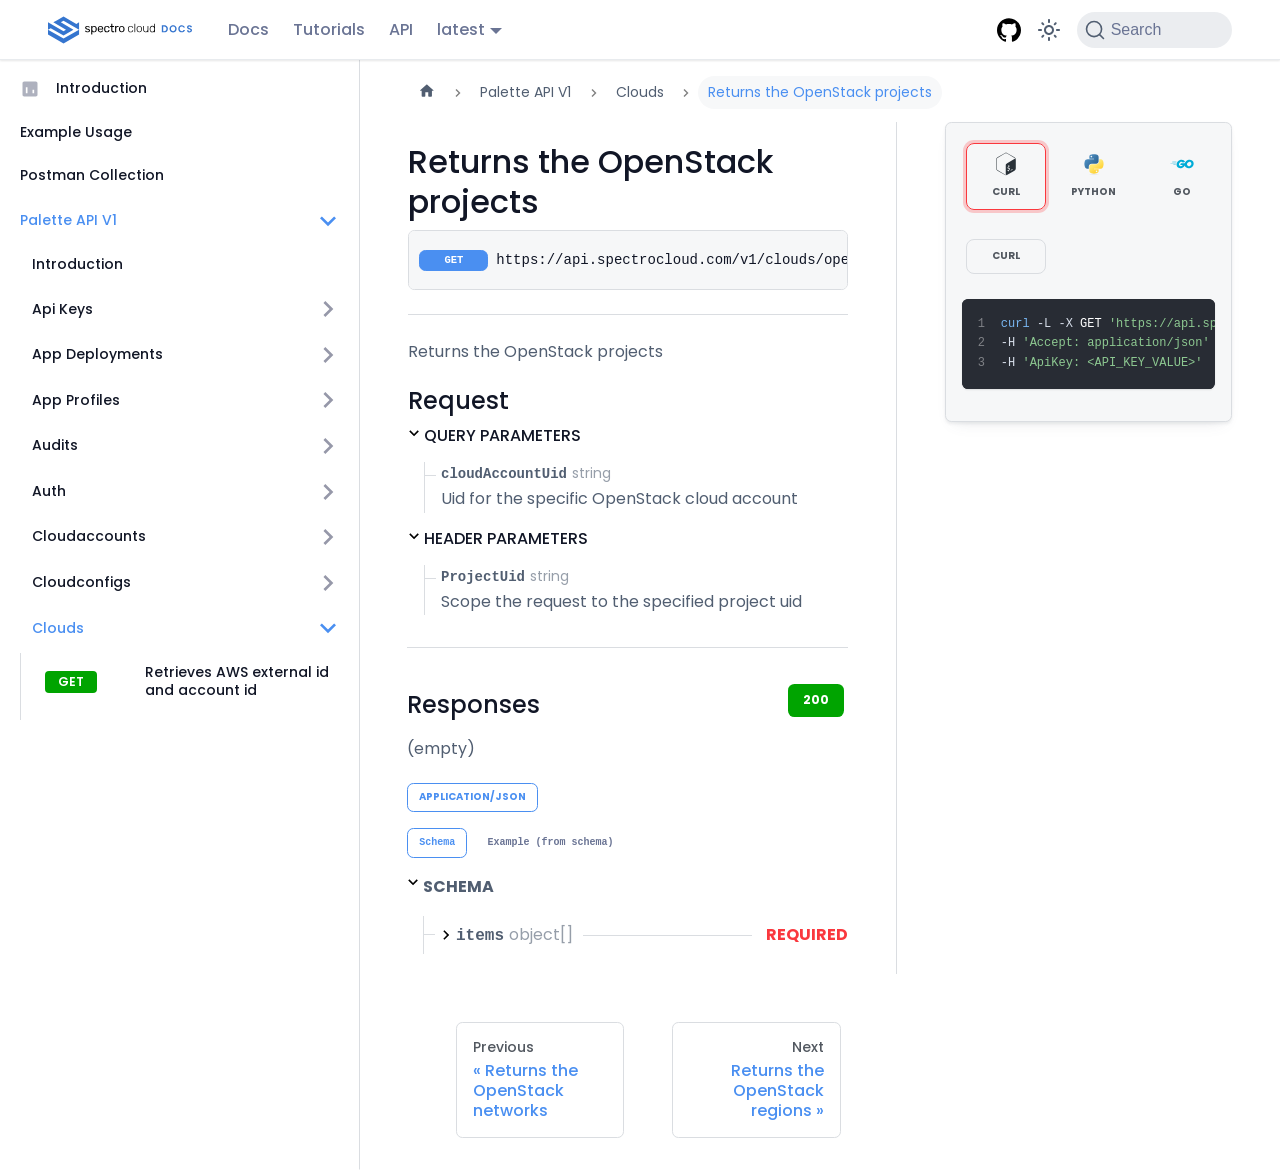 spectro cloud DOCS Docs Tutorials API latest Search
Introduction
Example Usage
Postman Collection
Palette API V1
Introduction
Api Keys
App Deployments
App Profiles
Audits
Auth
Cloudaccounts
Cloudconfigs
Clouds
GET Retrieves AWS external id
and account id
Palette API V1 Clouds Returns the OpenStack projects
Returns the OpenStack
projects
GET https://api.spectrocloud.com/v1/clouds/ope
Returns the OpenStack projects
Request
QUERY PARAMETERS
cloudAccountUid string
Uid for the specific OpenStack cloud account
HEADER PARAMETERS
ProjectUid string
Scope the request to the specified project uid
Responses 200
(empty)
APPLICATION/JSON
Schema Example (from schema)
SCHEMA
items object[] REQUIRED
Previous
« Returns the
OpenStack
networks
Next
Returns the
OpenStack
regions »
CURL PYTHON GO
GO
CURL
1 curl -L -X GET 'https://api.sp
2 -H 'Accept: application/json'
3 -H 'ApiKey: <API_KEY_VALUE>'